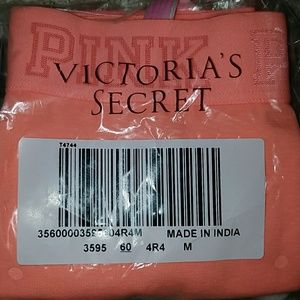 PINK P
VICTORIA'S
SECRET
T4744
MADE IN INDIA
3595 60 4R4 M